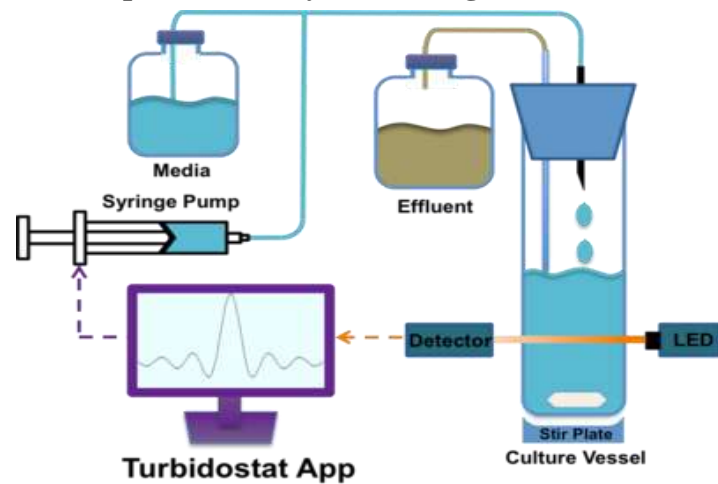 Media
Syringe Pump
Effluent
Detector
LED
Stir Plate
Culture Vessel
Turbidostat App